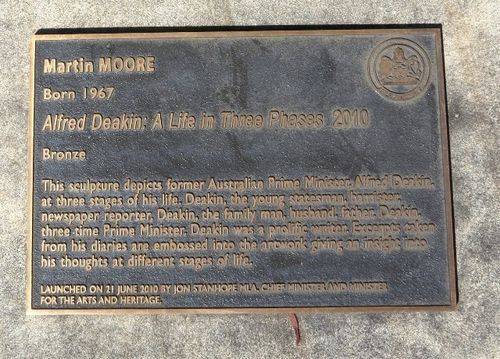 Martin MOORE
Born 1967
Alfred Deakin: A Life in Three Phases 2010
Bronze
This sculpture depicts former Australian Prime Minister Alfred Deakin,
at three stages of his life. Deakin, the young statesman, barrister,
newspaper reporter. Deakin, the family man, husband, father. Deakin,
three time Prime Minister. Deakin was a prolific writer. Excerpts taken
from his diaries are embossed into the artwork giving an insight into
his thoughts at different stages of life.
LAUNCHED ON 21 JUNE 2010 BY JON STANHOPE MLA, CHIEF MINISTER AND MINISTER
FOR THE ARTS AND HERITAGE.